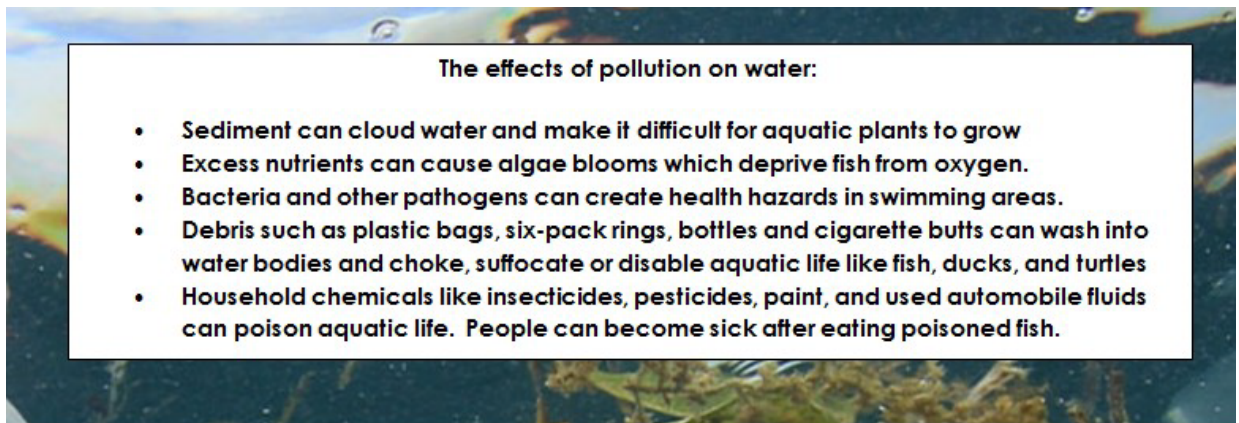 The effects of pollution on water:
• Sediment can cloud water and make it difficult for aquatic plants to grow
• Excess nutrients can cause algae blooms which deprive fish from oxygen.
• Bacteria and other pathogens can create health hazards in swimming areas.
• Debris such as plastic bags, six-pack rings, bottles and cigarette butts can wash into
water bodies and choke, suffocate or disable aquatic life like fish, ducks, and turtles
• Household chemicals like insecticides, pesticides, paint, and used automobile fluids
can poison aquatic life.  People can become sick after eating poisoned fish.